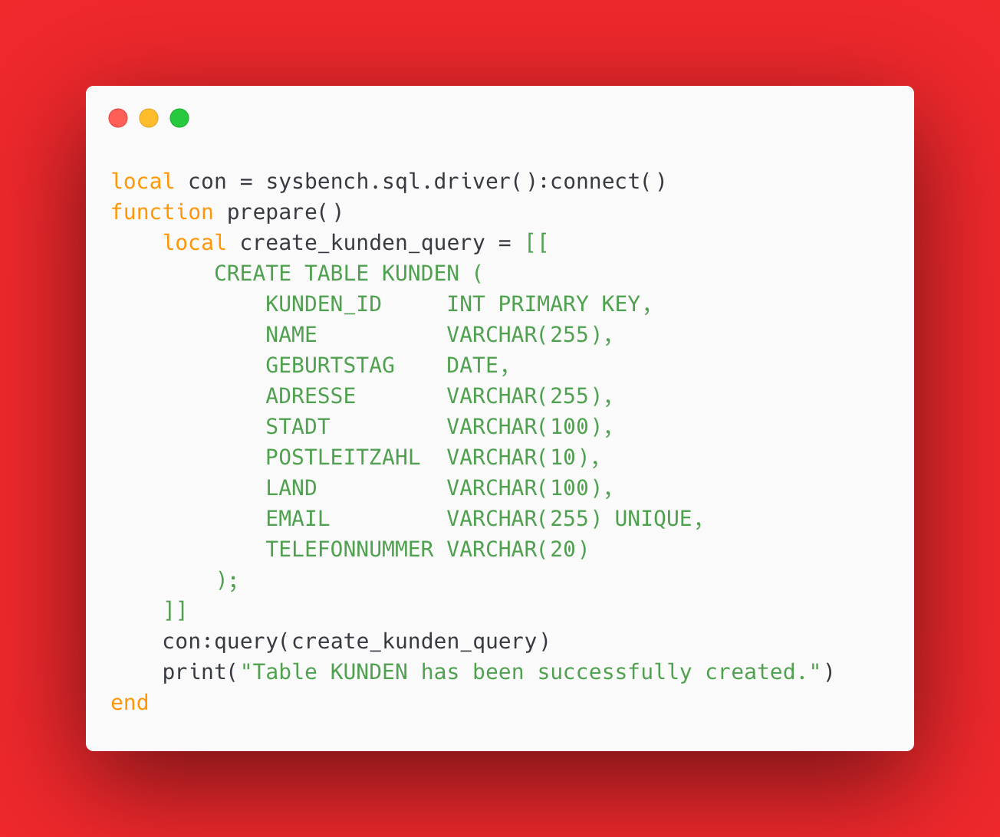 local con = sysbench.sql.driver():connect()
function prepare()
    local create_kunden_query = [[
        CREATE TABLE KUNDEN (
            KUNDEN_ID     INT PRIMARY KEY,
            NAME          VARCHAR(255),
            GEBURTSTAG    DATE,
            ADRESSE       VARCHAR(255),
            STADT         VARCHAR(100),
            POSTLEITZAHL  VARCHAR(10),
            LAND          VARCHAR(100),
            EMAIL         VARCHAR(255) UNIQUE,
            TELEFONNUMMER VARCHAR(20)
        );
    ]]
    con:query(create_kunden_query)
    print("Table KUNDEN has been successfully created.")
end